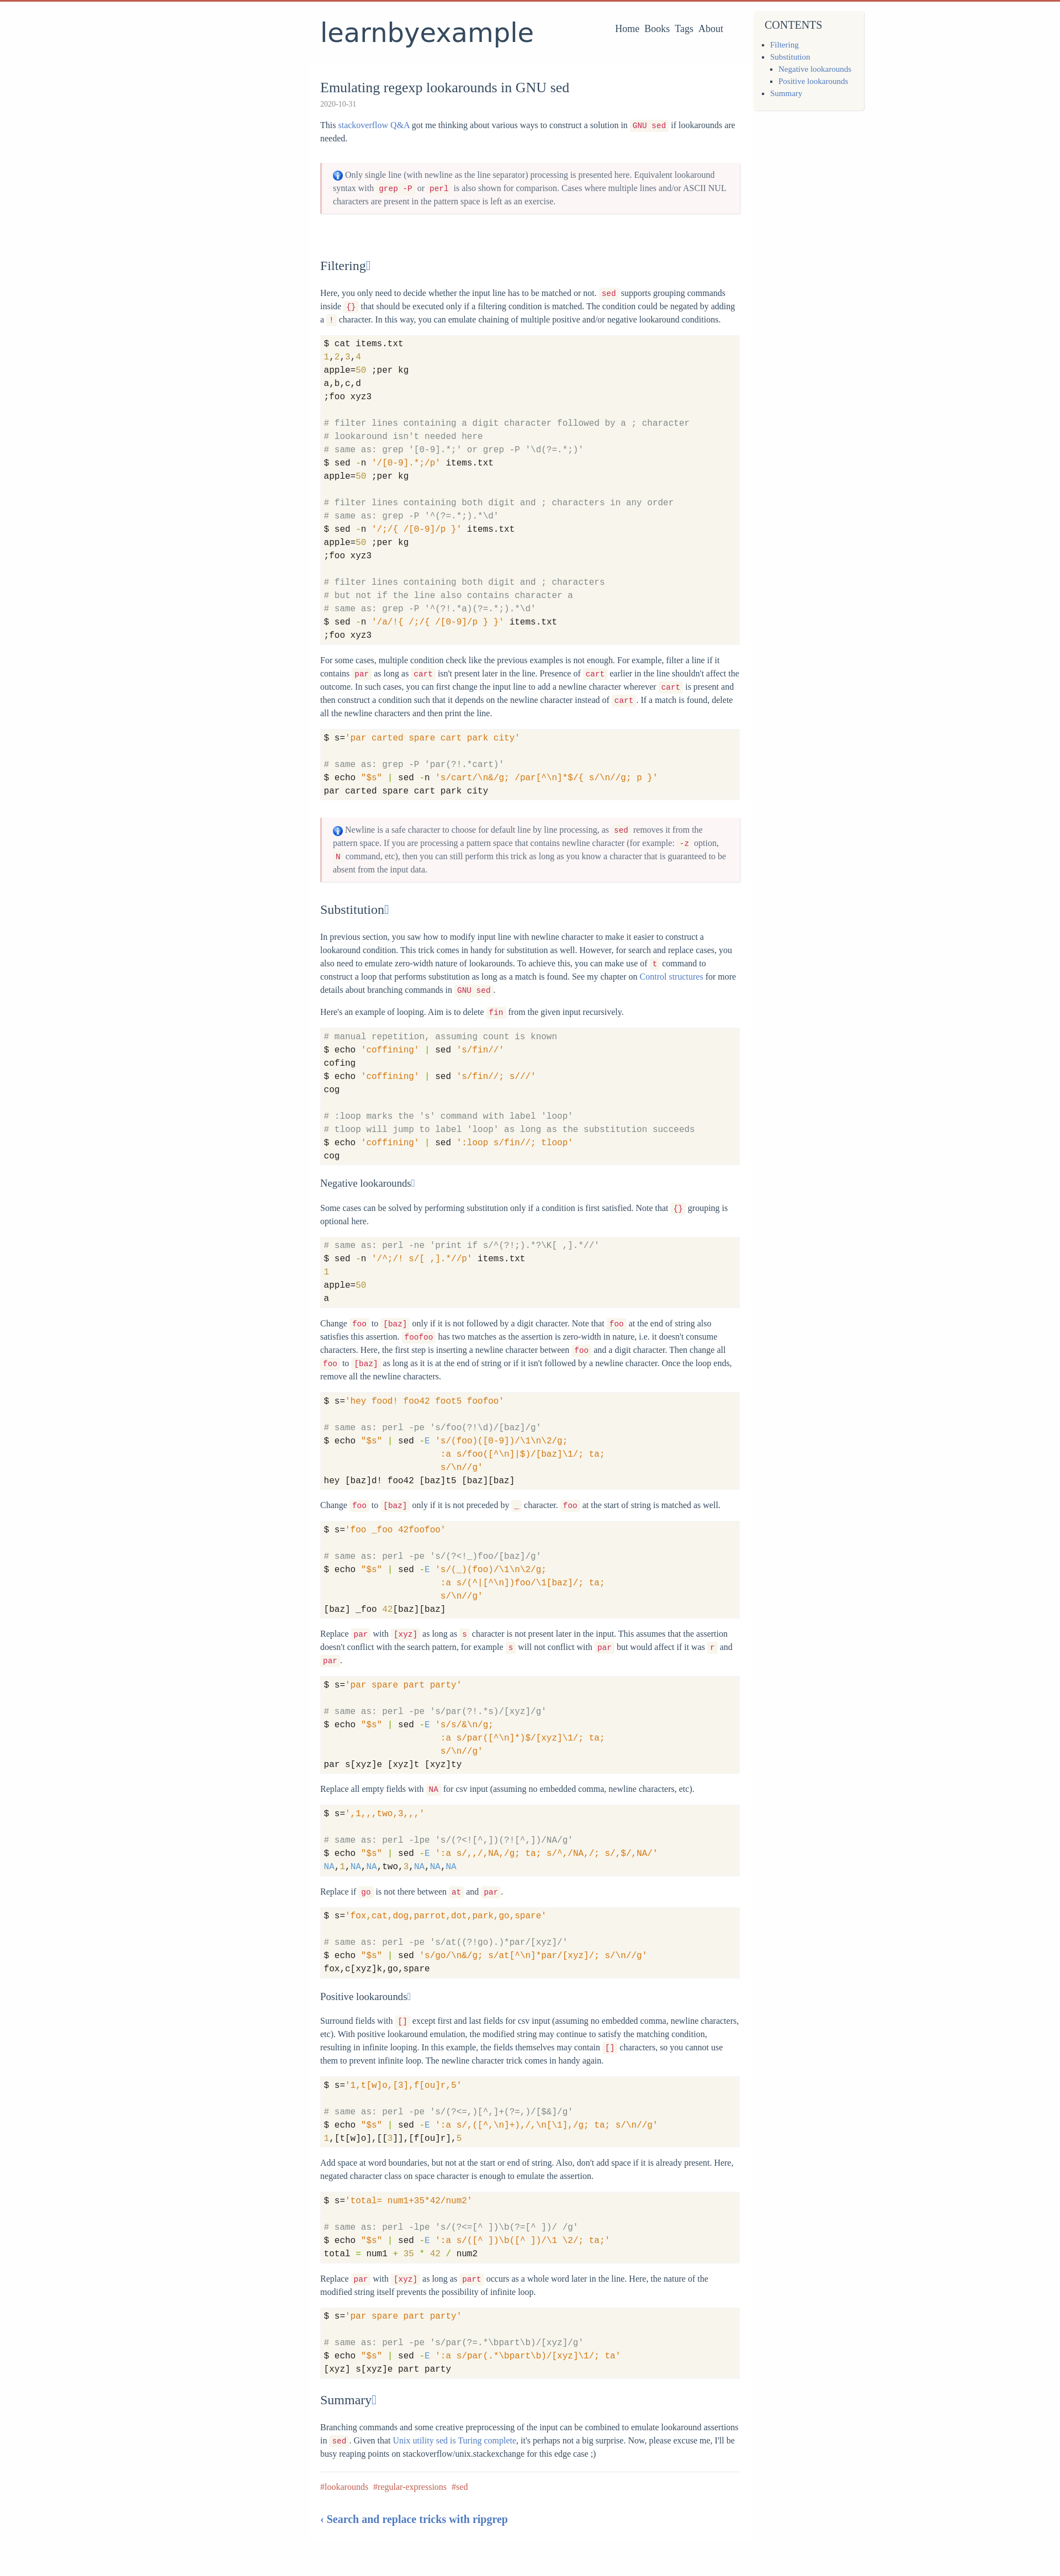 learnbyexample
Home Books Tags About
CONTENTS
Filtering
Substitution
Negative lookarounds
Positive lookarounds
Summary
Emulating regexp lookarounds in GNU sed
2020-10-31
This stackoverflow Q&A got me thinking about various ways to construct a solution in GNU sed if lookarounds are
needed.
Only single line (with newline as the line separator) processing is presented here. Equivalent lookaround
syntax with grep -P or perl is also shown for comparison. Cases where multiple lines and/or ASCII NUL
characters are present in the pattern space is left as an exercise.
Filtering
Here, you only need to decide whether the input line has to be matched or not. sed supports grouping commands
inside {} that should be executed only if a filtering condition is matched. The condition could be negated by adding
a ! character. In this way, you can emulate chaining of multiple positive and/or negative lookaround conditions.
$ cat items.txt
1,2,3,4
apple=50 ;per kg
a,b,c,d
;foo xyz3
# filter lines containing a digit character followed by a ; character
# lookaround isn't needed here
# same as: grep '[0-9].*;' or grep -P '\d(?=.*;)'
$ sed -n '/[0-9].*;/p' items.txt
apple=50 ;per kg
# filter lines containing both digit and ; characters in any order
# same as: grep -P '^(?=.*;).*\d'
$ sed -n '/;/{ /[0-9]/p }' items.txt
apple=50 ;per kg
;foo xyz3
# filter lines containing both digit and ; characters
# but not if the line also contains character a
# same as: grep -P '^(?!.*a)(?=.*;).*\d'
$ sed -n '/a/!{ /;/{ /[0-9]/p } }' items.txt
;foo xyz3
For some cases, multiple condition check like the previous examples is not enough. For example, filter a line if it
contains par as long as cart isn't present later in the line. Presence of cart earlier in the line shouldn't affect the
outcome. In such cases, you can first change the input line to add a newline character wherever cart is present and
then construct a condition such that it depends on the newline character instead of cart . If a match is found, delete
all the newline characters and then print the line.
$ s='par carted spare cart park city'
# same as: grep -P 'par(?!.*cart)'
$ echo "$s" | sed -n 's/cart/\n&/g; /par[^\n]*$/{ s/\n//g; p }'
par carted spare cart park city
Newline is a safe character to choose for default line by line processing, as sed removes it from the
pattern space. If you are processing a pattern space that contains newline character (for example: -z option,
N command, etc), then you can still perform this trick as long as you know a character that is guaranteed to be
absent from the input data.
Substitution
In previous section, you saw how to modify input line with newline character to make it easier to construct a
lookaround condition. This trick comes in handy for substitution as well. However, for search and replace cases, you
also need to emulate zero-width nature of lookarounds. To achieve this, you can make use of t command to
construct a loop that performs substitution as long as a match is found. See my chapter on Control structures for more
details about branching commands in GNU sed .
Here's an example of looping. Aim is to delete fin from the given input recursively.
# manual repetition, assuming count is known
$ echo 'coffining' | sed 's/fin//'
cofing
$ echo 'coffining' | sed 's/fin//; s///'
cog
# :loop marks the 's' command with label 'loop'
# tloop will jump to label 'loop' as long as the substitution succeeds
$ echo 'coffining' | sed ':loop s/fin//; tloop'
cog
Negative lookarounds
Some cases can be solved by performing substitution only if a condition is first satisfied. Note that {} grouping is
optional here.
# same as: perl -ne 'print if s/^(?!;).*?\K[ ,].*//'
$ sed -n '/^;/! s/[ ,].*//p' items.txt
1
apple=50
a
Change foo to [baz] only if it is not followed by a digit character. Note that foo at the end of string also
satisfies this assertion. foofoo has two matches as the assertion is zero-width in nature, i.e. it doesn't consume
characters. Here, the first step is inserting a newline character between foo and a digit character. Then change all
foo to [baz] as long as it is at the end of string or if it isn't followed by a newline character. Once the loop ends,
remove all the newline characters.
$ s='hey food! foo42 foot5 foofoo'
# same as: perl -pe 's/foo(?!\d)/[baz]/g'
$ echo "$s" | sed -E 's/(foo)([0-9])/\1\n\2/g;
:a s/foo([^\n]|$)/[baz]\1/; ta;
s/\n//g'
hey [baz]d! foo42 [baz]t5 [baz][baz]
Change foo to [baz] only if it is not preceded by _ character. foo at the start of string is matched as well.
$ s='foo _foo 42foofoo'
# same as: perl -pe 's/(?<!_)foo/[baz]/g'
$ echo "$s" | sed -E 's/(_)(foo)/\1\n\2/g;
:a s/(^|[^\n])foo/\1[baz]/; ta;
s/\n//g'
[baz] _foo 42[baz][baz]
Replace par with [xyz] as long as s character is not present later in the input. This assumes that the assertion
doesn't conflict with the search pattern, for example s will not conflict with par but would affect if it was r and
par .
$ s='par spare part party'
# same as: perl -pe 's/par(?!.*s)/[xyz]/g'
$ echo "$s" | sed -E 's/s/&\n/g;
:a s/par([^\n]*)$/[xyz]\1/; ta;
s/\n//g'
par s[xyz]e [xyz]t [xyz]ty
Replace all empty fields with NA for csv input (assuming no embedded comma, newline characters, etc).
$ s=',1,,,two,3,,,'
# same as: perl -lpe 's/(?<![^,])(?![^,])/NA/g'
$ echo "$s" | sed -E ':a s/,,/,NA,/g; ta; s/^,/NA,/; s/,$/,NA/'
NA,1,NA,NA,two,3,NA,NA,NA
Replace if go is not there between at and par .
$ s='fox,cat,dog,parrot,dot,park,go,spare'
# same as: perl -pe 's/at((?!go).)*par/[xyz]/'
$ echo "$s" | sed 's/go/\n&/g; s/at[^\n]*par/[xyz]/; s/\n//g'
fox,c[xyz]k,go,spare
Positive lookarounds
Surround fields with [] except first and last fields for csv input (assuming no embedded comma, newline characters,
etc). With positive lookaround emulation, the modified string may continue to satisfy the matching condition,
resulting in infinite looping. In this example, the fields themselves may contain [] characters, so you cannot use
them to prevent infinite loop. The newline character trick comes in handy again.
$ s='1,t[w]o,[3],f[ou]r,5'
# same as: perl -pe 's/(?<=,)[^,]+(?=,)/[$&]/g'
$ echo "$s" | sed -E ':a s/,([^,\n]+),/,\n[\1],/g; ta; s/\n//g'
1,[t[w]o],[[3]],[f[ou]r],5
Add space at word boundaries, but not at the start or end of string. Also, don't add space if it is already present. Here,
negated character class on space character is enough to emulate the assertion.
$ s='total= num1+35*42/num2'
# same as: perl -lpe 's/(?<=[^ ])\b(?=[^ ])/ /g'
$ echo "$s" | sed -E ':a s/([^ ])\b([^ ])/\1 \2/; ta;'
total = num1 + 35 * 42 / num2
Replace par with [xyz] as long as part occurs as a whole word later in the line. Here, the nature of the
modified string itself prevents the possibility of infinite loop.
$ s='par spare part party'
# same as: perl -pe 's/par(?=.*\bpart\b)/[xyz]/g'
$ echo "$s" | sed -E ':a s/par(.*\bpart\b)/[xyz]\1/; ta'
[xyz] s[xyz]e part party
Summary
Branching commands and some creative preprocessing of the input can be combined to emulate lookaround assertions
in sed . Given that Unix utility sed is Turing complete, it's perhaps not a big surprise. Now, please excuse me, I'll be
busy reaping points on stackoverflow/unix.stackexchange for this edge case ;)
#lookarounds #regular-expressions #sed
‹ Search and replace tricks with ripgrep